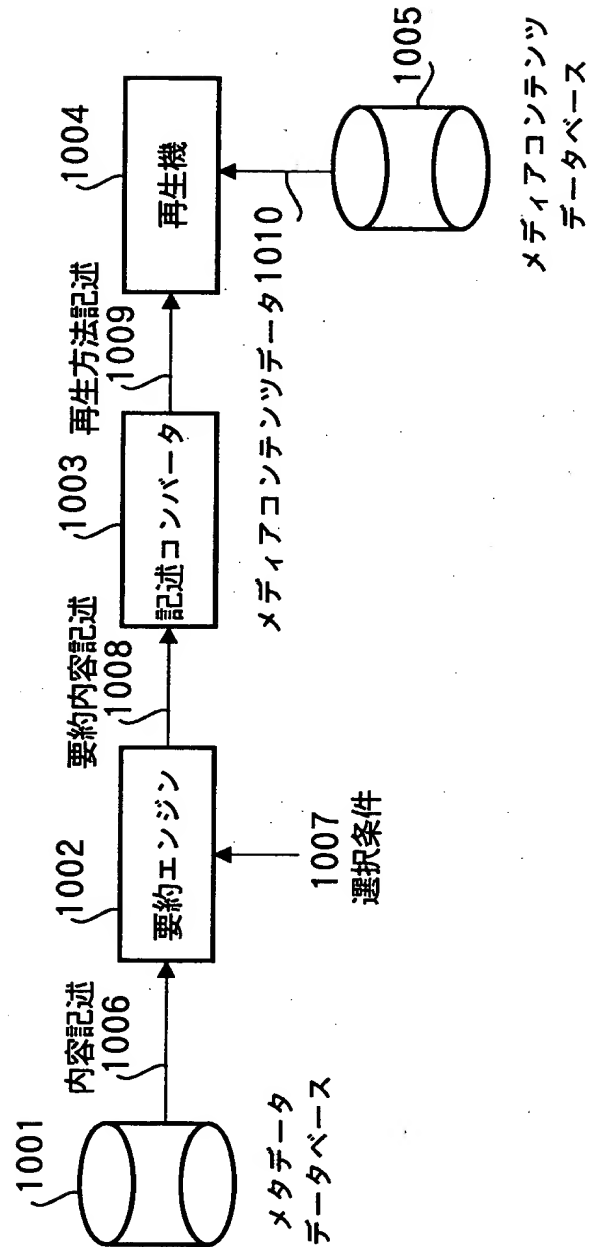 1001
メタデータ
データベース
内容記述
1006
1002
要約エンジン
1007
選択条件
要約内容記述
1008
1003
記述コンバータ
再生方法記述
1009
1004
再生機
メディアコンテンツデータ1010
1005
メディアコンテンツ
データベース